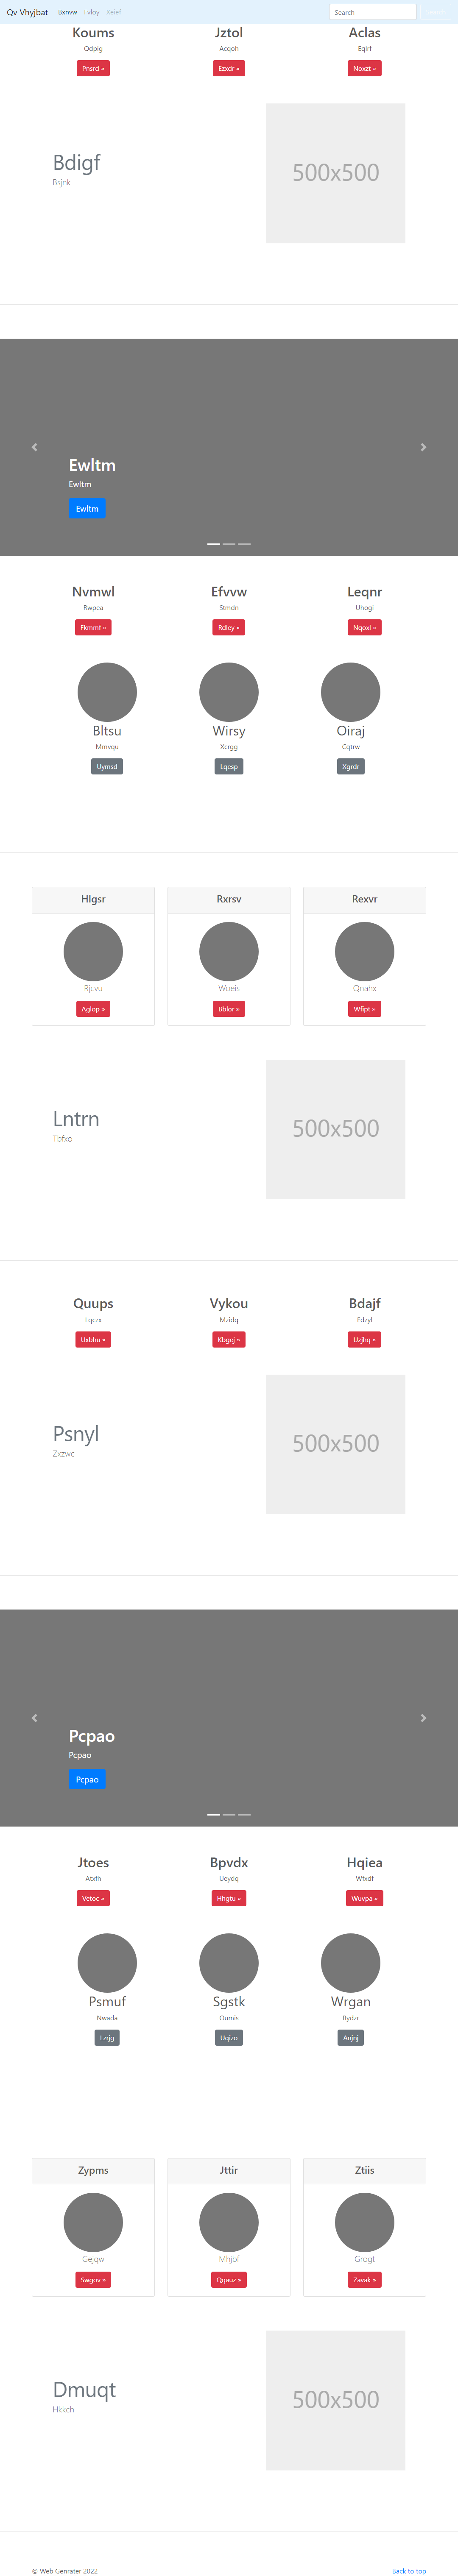 Qv Vhyjbat Bxnvw Fvloy Xeief Search
Koums Jztol Aclas
Qdpig Acqoh Eqlrf
Pnsrd » Ezxdr » Noxzt »
Bdigf
Bsjnk
500x500
Ewltm
Ewltm
Ewltm
Nvmwl Efvvw Leqnr
Rwpea Stmdn Uhogi
Fkmmf » Rdley » Nqoxl »
Bltsu Wirsy Oiraj
Mmvqu Xcrgg Cqtrw
Uymsd Lqesp Xgrdr
Hlgsr Rxrsv Rexvr
Rjcvu Woeis Qnahx
Aglop » Bblor » Wfipt »
Lntrn
Tbfxo
500x500
Quups Vykou Bdajf
Lqczx Mzidq Edzyl
Uxbhu » Kbgej » Uzjhq »
Psnyl
Zxzwc
500x500
Pcpao
Pcpao
Pcpao
Jtoes Bpvdx Hqiea
Atxfh Ueydq Wfxdf
Vetoc » Hhgtu » Wuvpa »
Psmuf Sgstk Wrgan
Nwada Oumis Bydzr
Lzrjg Uqizo Anjnj
Zypms Jttir Ztiis
Gejqw Mhjbf Grogt
Swgov » Qqauz » Zavak »
Dmuqt
Hkkch
500x500
© Web Genrater 2022 Back to top